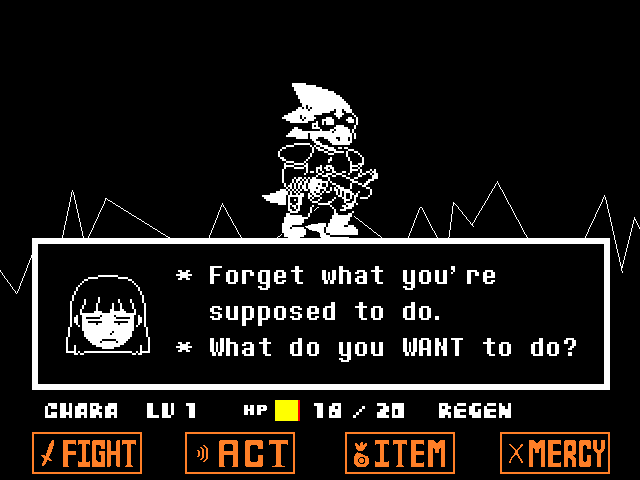 * Forget what you're
supposed to do.
* What do you WANT to do?
CHARA LV 1 HP 18 / 20 REGEN
FIGHT ACT ITEM MERCY